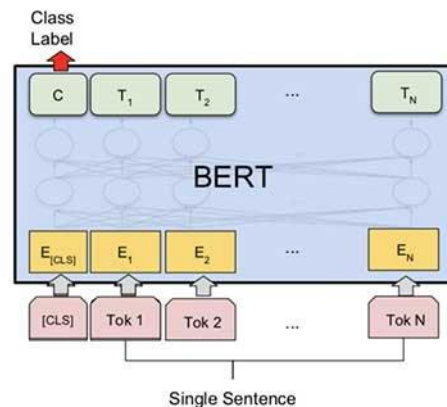 Class
Label
C T1 T2 ... TN
BERT
E[CLS] E1 E2 ... EN
[CLS] Tok 1 Tok 2 ... Tok N
Single Sentence